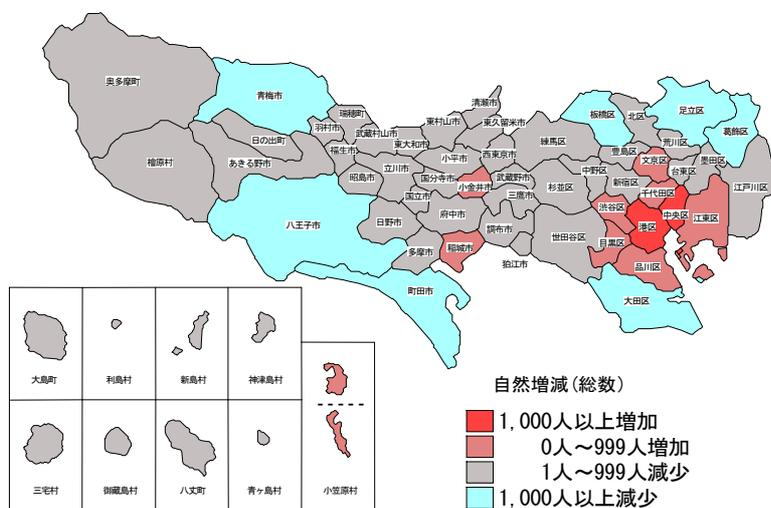 清瀬市
奥多摩町
青梅市
板橋区
足立区
北区
瑞穂町
東村山市
東久留米市
葛飾区
羽村市
武蔵村山市
練馬区
荒川区
日の出町
東大和市
豊島区
福生市
小平市
西東京市
文京区
墨田区
檜原村
あきる野市
立川市
中野区
台東区
昭島市
国分寺市
武蔵野市
新宿区
小金井市
杉並区
千代田区
江戸川区
国立市
三鷹市
渋谷区
中央区
府中市
江東区
八王子市
日野市
港区
調布市
世田谷区
目黒区
稲城市
多摩市
狛江市
品川区
町田市
大田区
大島町
利島村
新島村
神津島村
三宅村
御蔵島村
八丈町
青ヶ島村
小笠原村
自然増減(総数)
1,000人以上増加
0人～999人増加
1人～999人減少
1,000人以上減少